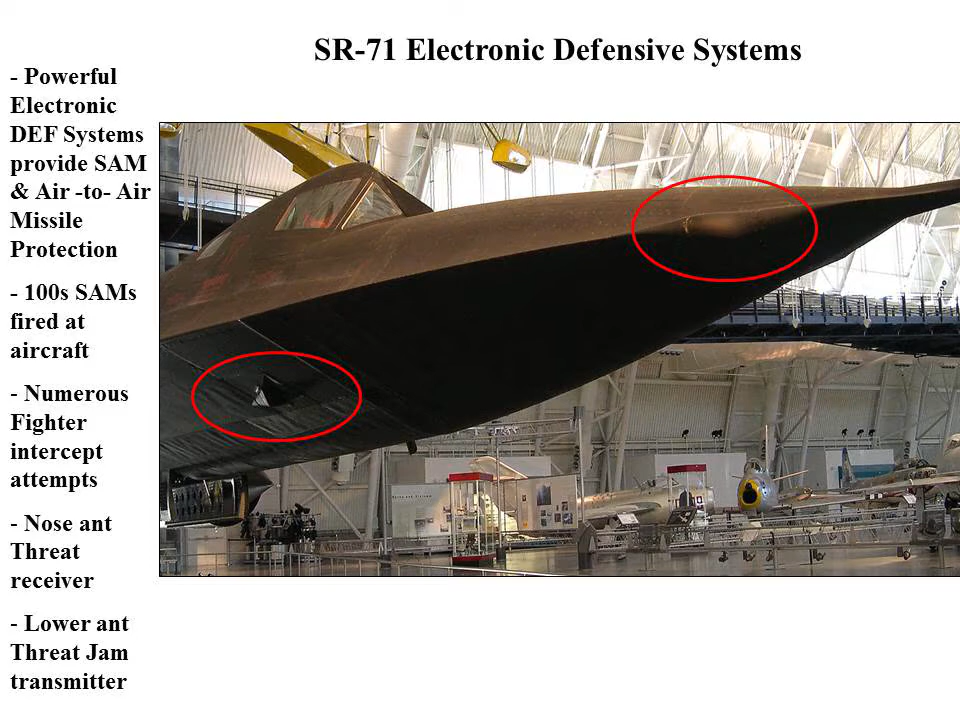 SR-71 Electronic Defensive Systems
- Powerful
Electronic
DEF Systems
provide SAM
& Air -to- Air
Missile
Protection
- 100s SAMs
fired at
aircraft
- Numerous
Fighter
intercept
attempts
- Nose ant
Threat
receiver
- Lower ant
Threat Jam
transmitter